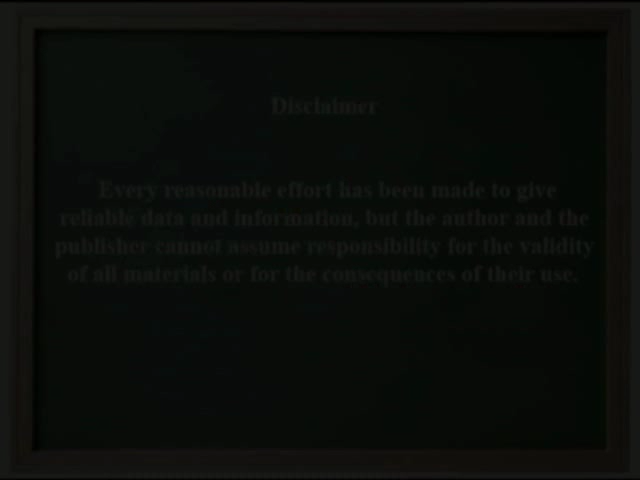 Disclaimer
Every reasonable effort has been made to give
reliable data and information, but the author and the
publisher cannot assume responsibility for the validity
of all materials or for the consequences of their use.